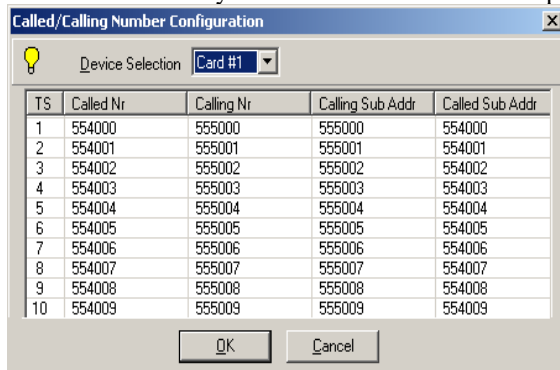 Called/Calling Number Configuration
Device Selection Card #1
TS Called Nr Calling Nr Calling Sub Addr Called Sub Addr
1 554000 555000 555000 554000
2 554001 555001 555001 554001
3 554002 555002 555002 554002
4 554003 555003 555003 554003
5 554004 555004 555004 554004
6 554005 555005 555005 554005
7 554006 555006 555006 554006
8 554007 555007 555007 554007
9 554008 555008 555008 554008
10 554009 555009 555009 554009
OK Cancel